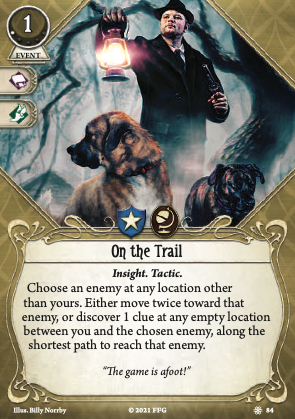 1
EVENT
On the Trail
Insight. Tactic.
Choose an enemy at any location other
than yours. Either move twice toward that
enemy, or discover 1 clue at any empty location
between you and the chosen enemy, along the
shortest path to reach that enemy.
"The game is afoot!"
Illus. Billy Norrby
© 2021 FFG
84